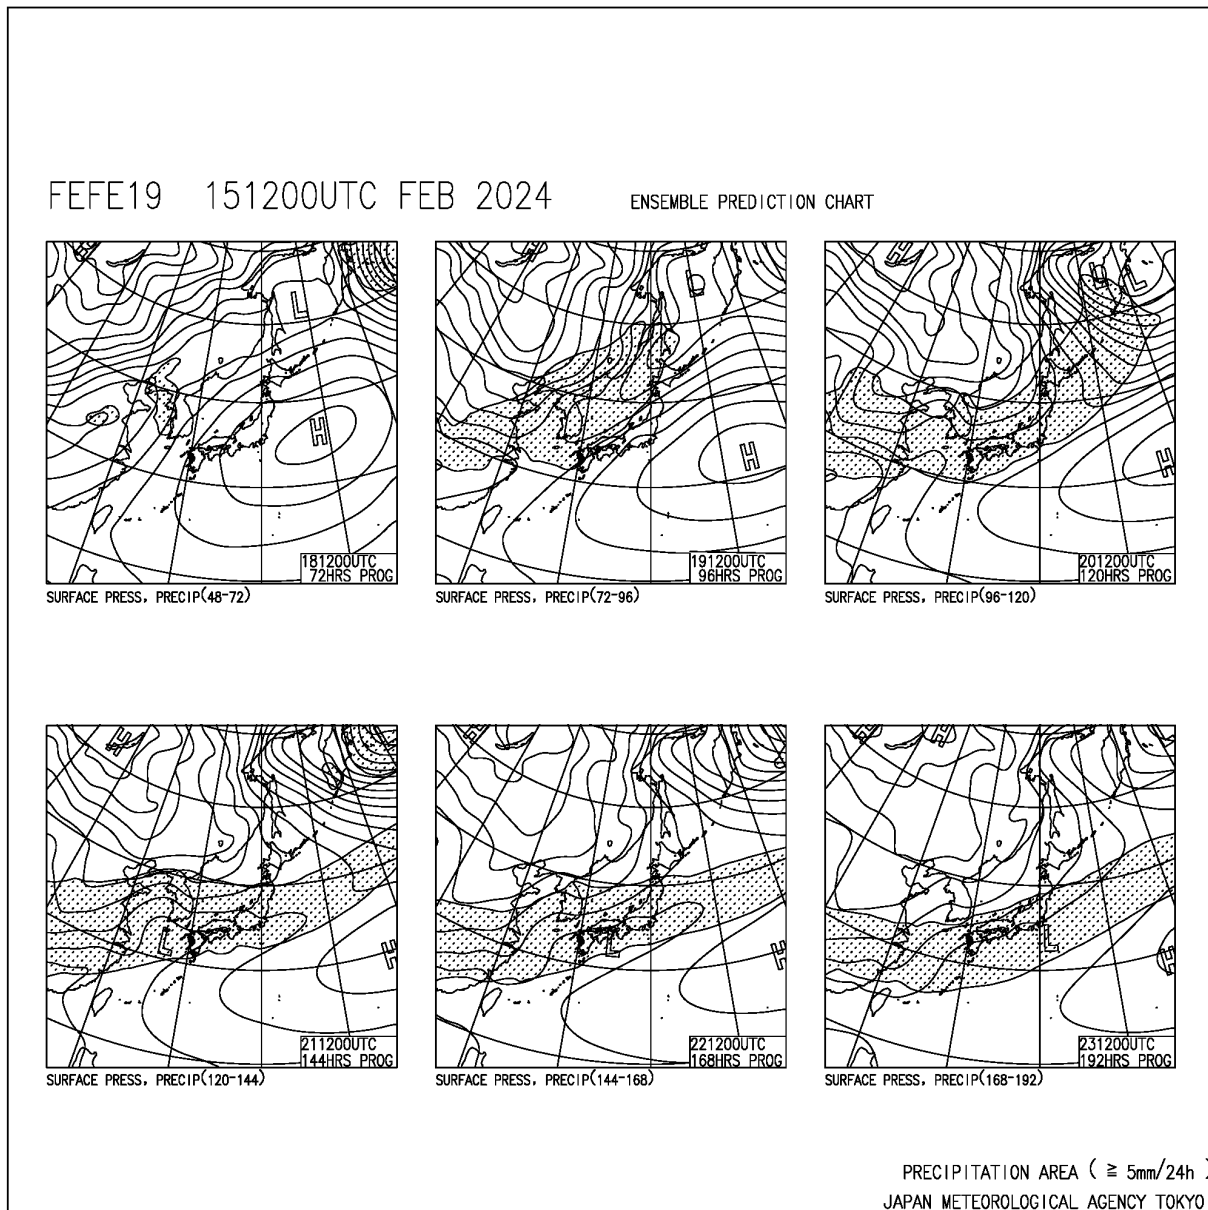 FEFE19 151200UTC FEB 2024 ENSEMBLE PREDICTION CHART
H
L
H
181200UTC
72HRS PROG
SURFACE PRESS, PRECIP(48-72)
H
L
H
191200UTC
96HRS PROG
SURFACE PRESS, PRECIP(72-96)
H
L
L
H
201200UTC
120HRS PROG
SURFACE PRESS, PRECIP(96-120)
H
L
H
211200UTC
144HRS PROG
SURFACE PRESS, PRECIP(120-144)
H
L
H
221200UTC
168HRS PROG
SURFACE PRESS, PRECIP(144-168)
H
H
L
H
231200UTC
192HRS PROG
SURFACE PRESS, PRECIP(168-192)
PRECIPITATION AREA ( ≧ 5mm/24h )
JAPAN METEOROLOGICAL AGENCY TOKYO